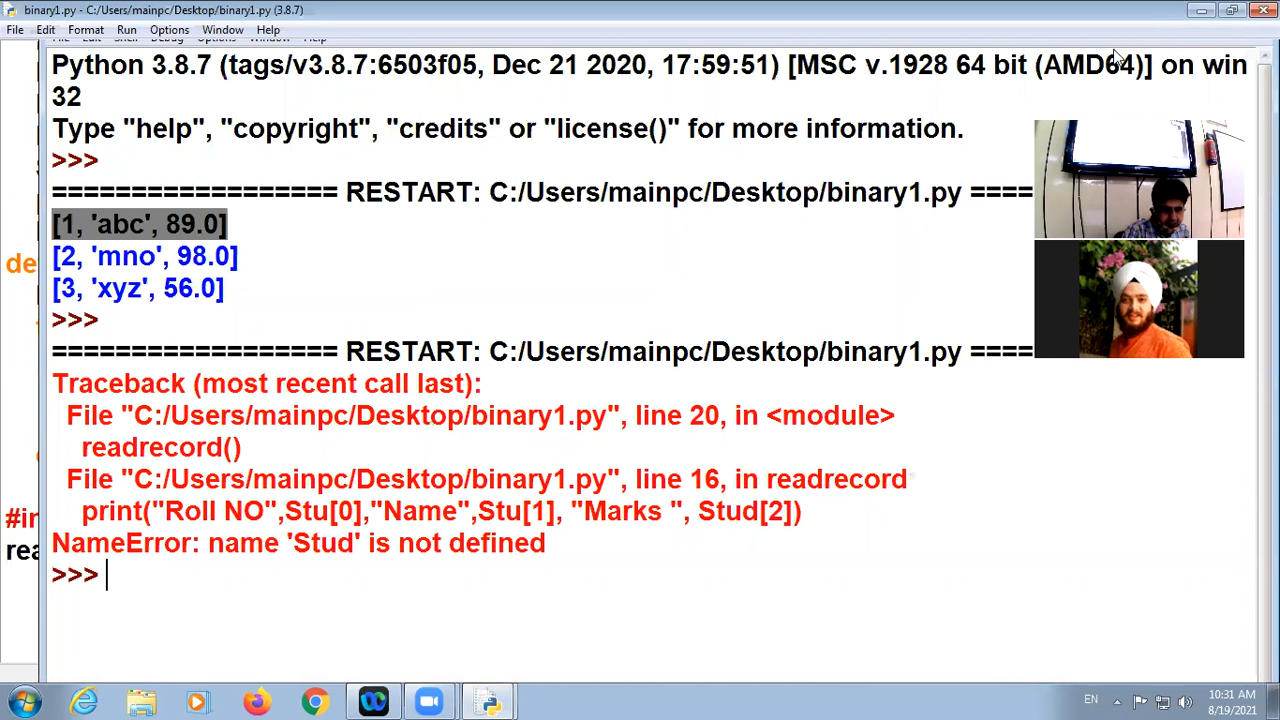 binary1.py - C:/Users/mainpc/Desktop/binary1.py (3.8.7)
File Edit Format Run Options Window Help
Python 3.8.7 (tags/v3.8.7:6503f05, Dec 21 2020, 17:59:51) [MSC v.1928 64 bit (AMD64)] on win
32
Type "help", "copyright", "credits" or "license()" for more information.
>>>
================== RESTART: C:/Users/mainpc/Desktop/binary1.py ====
[1, 'abc', 89.0]
[2, 'mno', 98.0]
[3, 'xyz', 56.0]
>>>
================== RESTART: C:/Users/mainpc/Desktop/binary1.py ====
Traceback (most recent call last):
File "C:/Users/mainpc/Desktop/binary1.py", line 20, in <module>
readrecord()
File "C:/Users/mainpc/Desktop/binary1.py", line 16, in readrecord
print("Roll NO",Stu[0],"Name",Stu[1], "Marks ", Stud[2])
NameError: name 'Stud' is not defined
>>>
de
#in
rea
EN
10:31 AM
8/19/2021